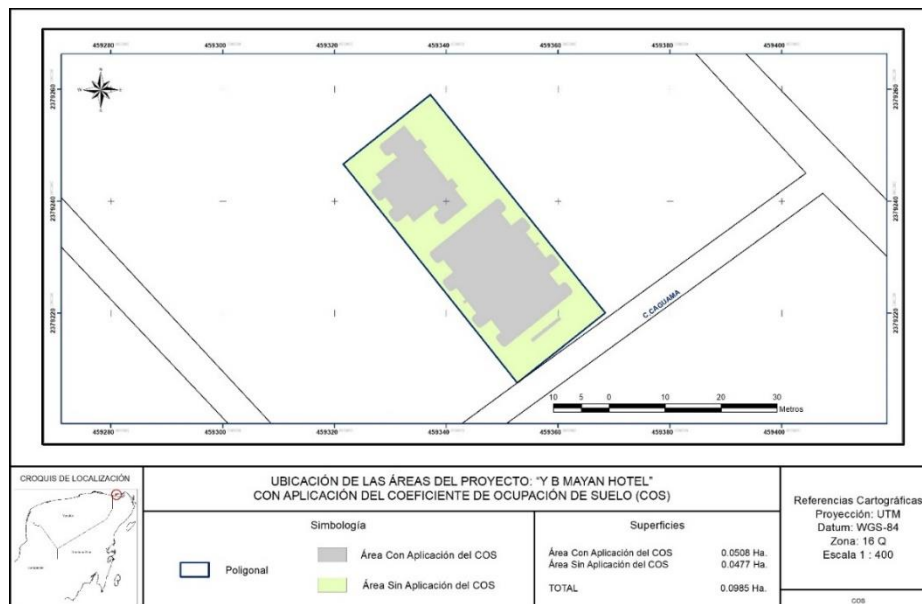 459280 459300 459320 459340 459360 459380 459400
2379260 2379260
2379240 2379240
2379220 2379220
C.CAGUAMA
10 5 0 10 20 30
Metros
459280 459300 459320 459340 459360 459380 459400
CROQUIS DE LOCALIZACIÓN
UBICACIÓN DE LAS ÁREAS DEL PROYECTO: "Y B MAYAN HOTEL"
CON APLICACIÓN DEL COEFICIENTE DE OCUPACIÓN DE SUELO (COS)
Simbología
Poligonal
Área Con Aplicación del COS
Área Sin Aplicación del COS
Superficies
Área Con Aplicación del COS 0.0508 Ha.
Área Sin Aplicación del COS 0.0477 Ha.
TOTAL 0.0985 Ha.
Referencias Cartográficas
Proyección: UTM
Datum: WGS-84
Zona: 16 Q
Escala 1 : 400
COS